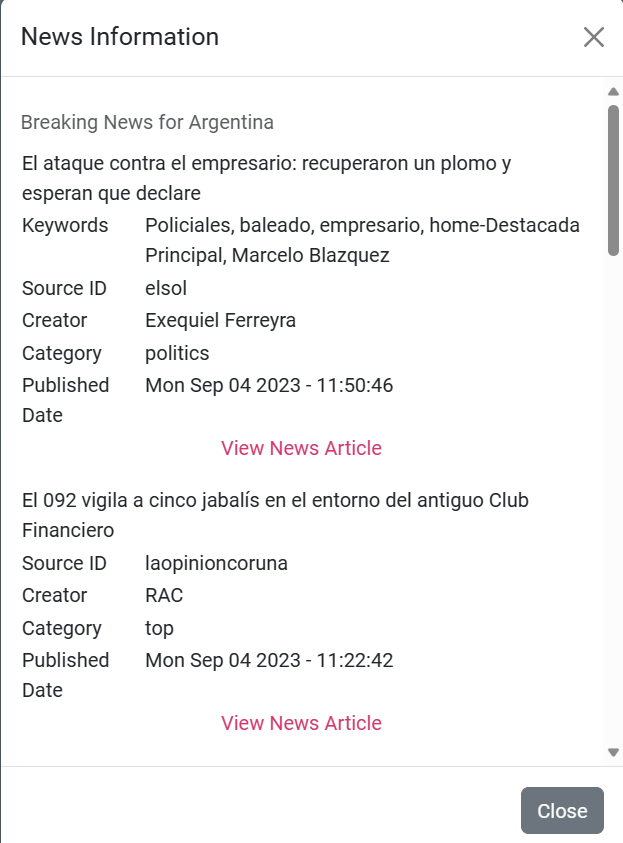 News Information
Breaking News for Argentina
El ataque contra el empresario: recuperaron un plomo y
esperan que declare
Keywords Policiales, baleado, empresario, home-Destacada
Principal, Marcelo Blazquez
Source ID elsol
Creator Exequiel Ferreyra
Category politics
Published Mon Sep 04 2023 - 11:50:46
Date
View News Article
El 092 vigila a cinco jabalís en el entorno del antiguo Club
Financiero
Source ID laopinioncoruna
Creator RAC
Category top
Published Mon Sep 04 2023 - 11:22:42
Date
View News Article
Close